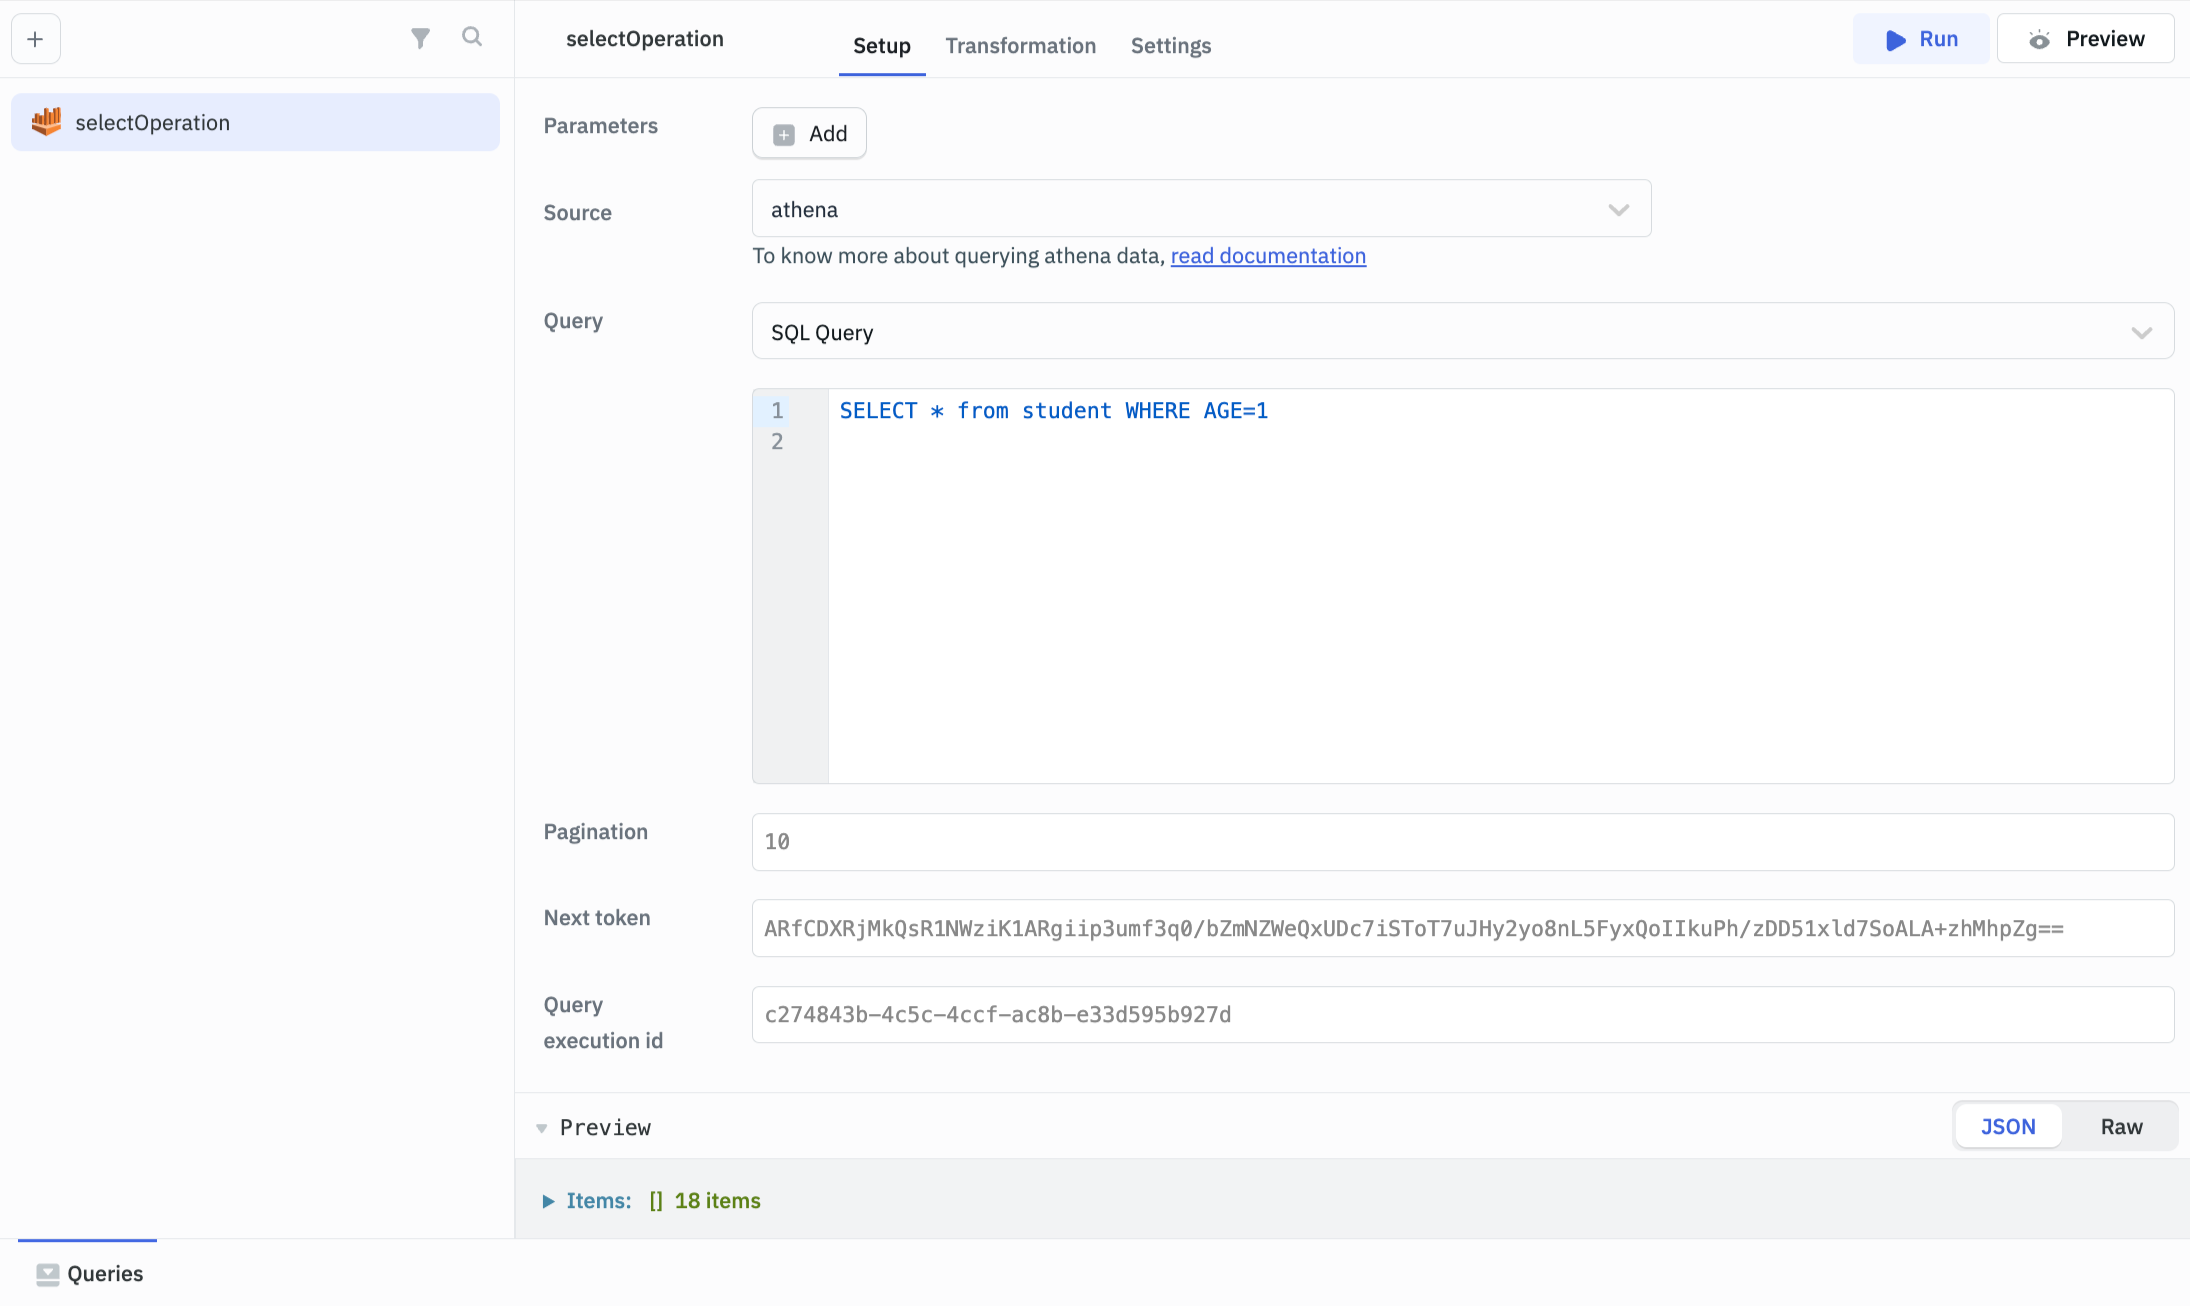 selectOperation
selectOperation
Setup
Transformation
Settings
Run
Preview
Parameters
Add
Source
athena
To know more about querying athena data, read documentation
Query
SQL Query
1
SELECT * from student WHERE AGE=1
2
Pagination
10
Next token
ARfCDXRjMkQsR1NWziK1ARgiip3umf3q0/bZmNZWeQxUDc7iSToT7uJHy2yo8nL5FyxQoIIkuPh/zDD51xld7SoALA+zhMhpZg==
Query
execution id
c274843b-4c5c-4ccf-ac8b-e33d595b927d
Preview
JSON
Raw
Items: [] 18 items
Queries